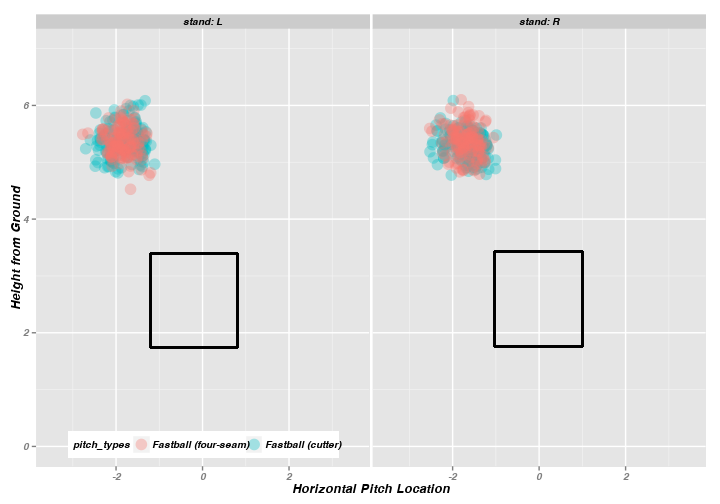 stand: L
stand: R
Height from Ground
6
4
2
0
pitch_types Fastball (four-seam) Fastball (cutter)
-2 0 2 -2 0 2
Horizontal Pitch Location